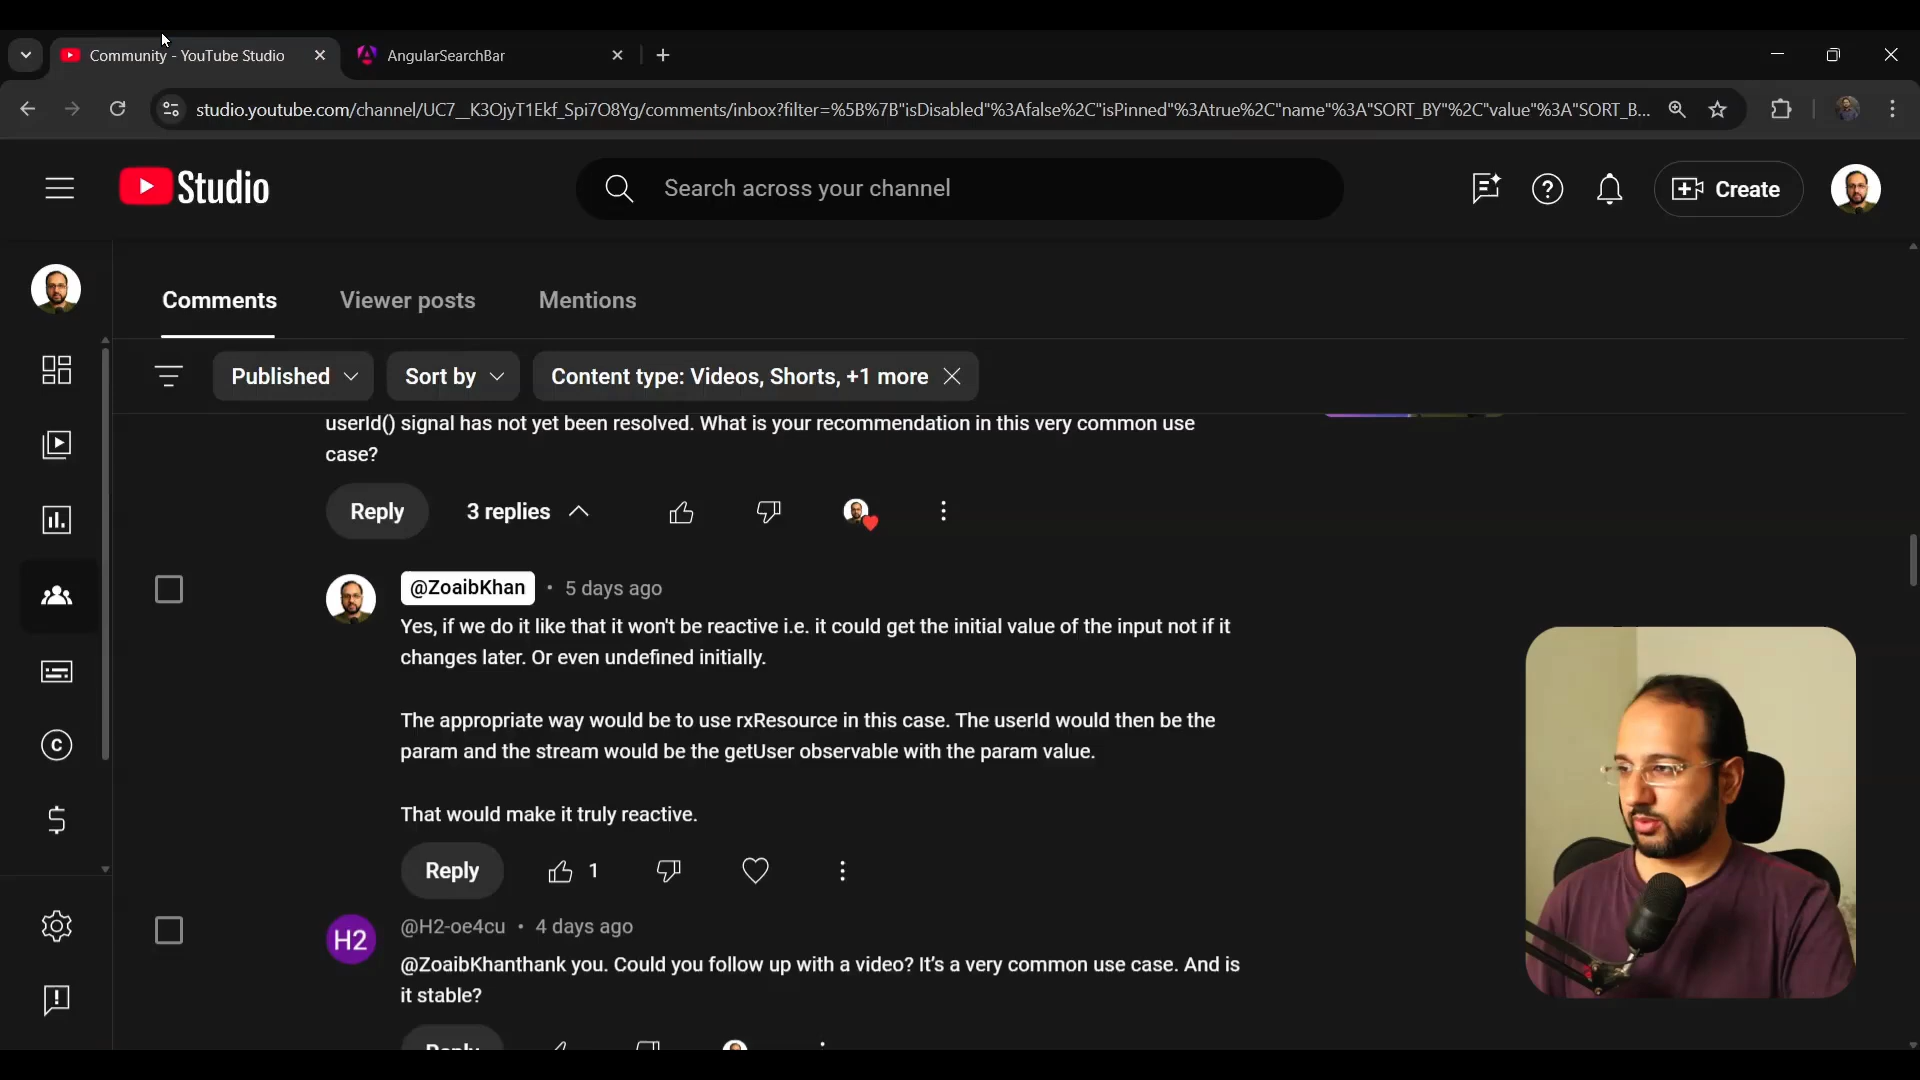 Community - YouTube Studio
AngularSearchBar
studio.youtube.com/channel/UC7__K3OjyT1Ekf_Spi7O8Yg/comments/inbox?filter=%5B%7B"isDisabled"%3Afalse%2C"isPinned"%3Atrue%2C"name"%3A"SORT_BY"%2C"value"%3A"SORT_B...
Studio
Search across your channel
Create
Comments
Viewer posts
Mentions
Published
Sort by
Content type: Videos, Shorts, +1 more
userId() signal has not yet been resolved. What is your recommendation in this very common use
case?
Reply
3 replies
@ZoaibKhan • 5 days ago
Yes, if we do it like that it won't be reactive i.e. it could get the initial value of the input not if it
changes later. Or even undefined initially.
The appropriate way would be to use rxResource in this case. The userId would then be the
param and the stream would be the getUser observable with the param value.
That would make it truly reactive.
Reply
1
H2
@H2-oe4cu • 4 days ago
@ZoaibKhanthank you. Could you follow up with a video? It's a very common use case. And is
it stable?
Reply